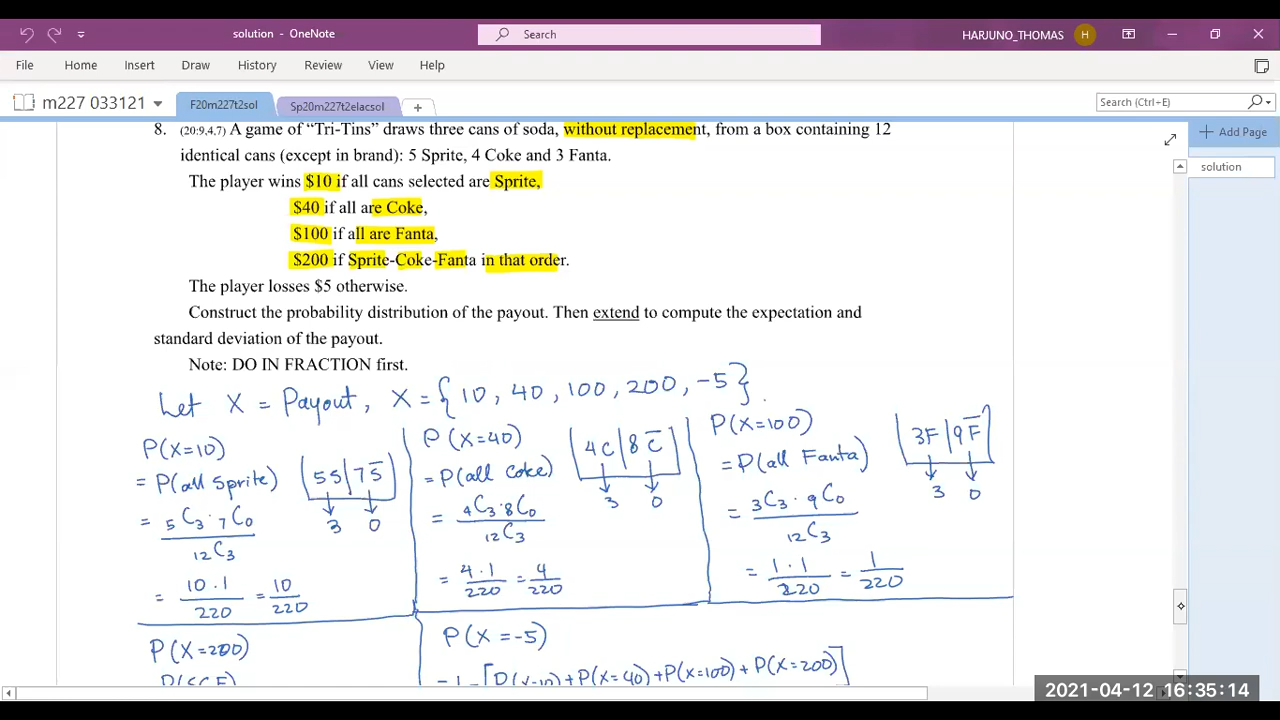 solution - OneNote
Search
HARJUNO_THOMAS
H
File Home Insert Draw History Review View Help
m227 033121
F20m227t2sol
Sp20m227t2elacsol
Search (Ctrl+E)
Add Page
solution
8. (20:9,4,7) A game of “Tri-Tins” draws three cans of soda, without replacement, from a box containing 12
identical cans (except in brand): 5 Sprite, 4 Coke and 3 Fanta.
The player wins $10 if all cans selected are Sprite,
$40 if all are Coke,
$100 if all are Fanta,
$200 if Sprite-Coke-Fanta in that order.
The player losses $5 otherwise.
Construct the probability distribution of the payout. Then extend to compute the expectation and
standard deviation of the payout.
Note: DO IN FRACTION first.
Let X = Payout, X = {10, 40, 100, 200, -5}.
P(X=10)
= P(all Sprite)
5S | 7S̅
3 0
= 5C3 · 7C0 / 12C3
= 10 · 1 / 220 = 10 / 220
P(X=40)
= P(all Coke)
4C | 8C̅
3 0
= 4C3 · 8C0 / 12C3
= 4 · 1 / 220 = 4 / 220
P(X=100)
= P(all Fanta)
3F | 9F̅
3 0
= 3C3 · 9C0 / 12C3
= 1 · 1 / 220 = 1 / 220
P(X=200)
P(SCF)
P(X=-5)
= 1 - [P(X=10) + P(X=40) + P(X=100) + P(X=200)]
2021-04-12 16:35:14